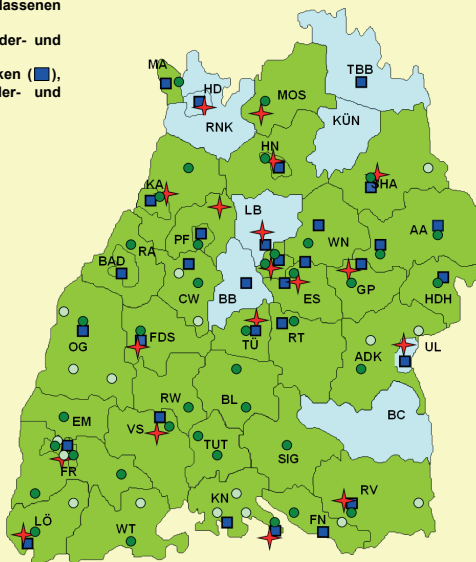 lassenen
der- und
ken (■),
der- und
MA
HD
TBB
MOS
RNK
KÜN
HN
SHA
KA
LB
PF
WN
AA
RA
BAD
CW
BB
ES
GP
HDH
OG
FDS
TÜ
RT
ADK
UL
RW
BL
EM
VS
BC
TUT
SIG
FR
KN
RV
LÖ
WT
FN